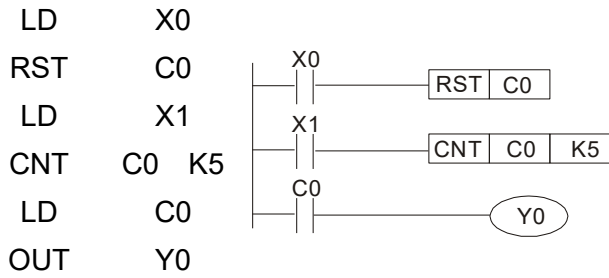 LD X0
RST C0
LD X1
CNT C0 K5
LD C0
OUT Y0
X0
RST C0
X1
CNT C0 K5
C0
Y0